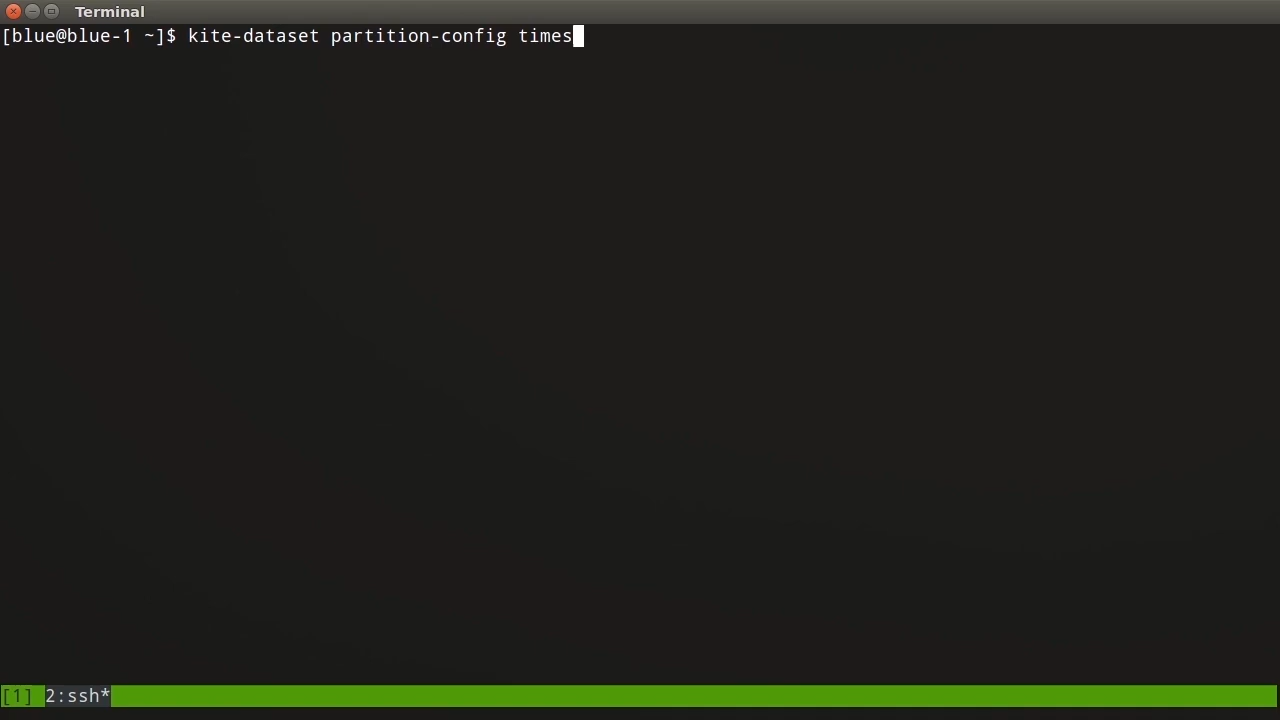 Terminal
[blue@blue-1 ~]$ kite-dataset partition-config times
[1] 2:ssh*